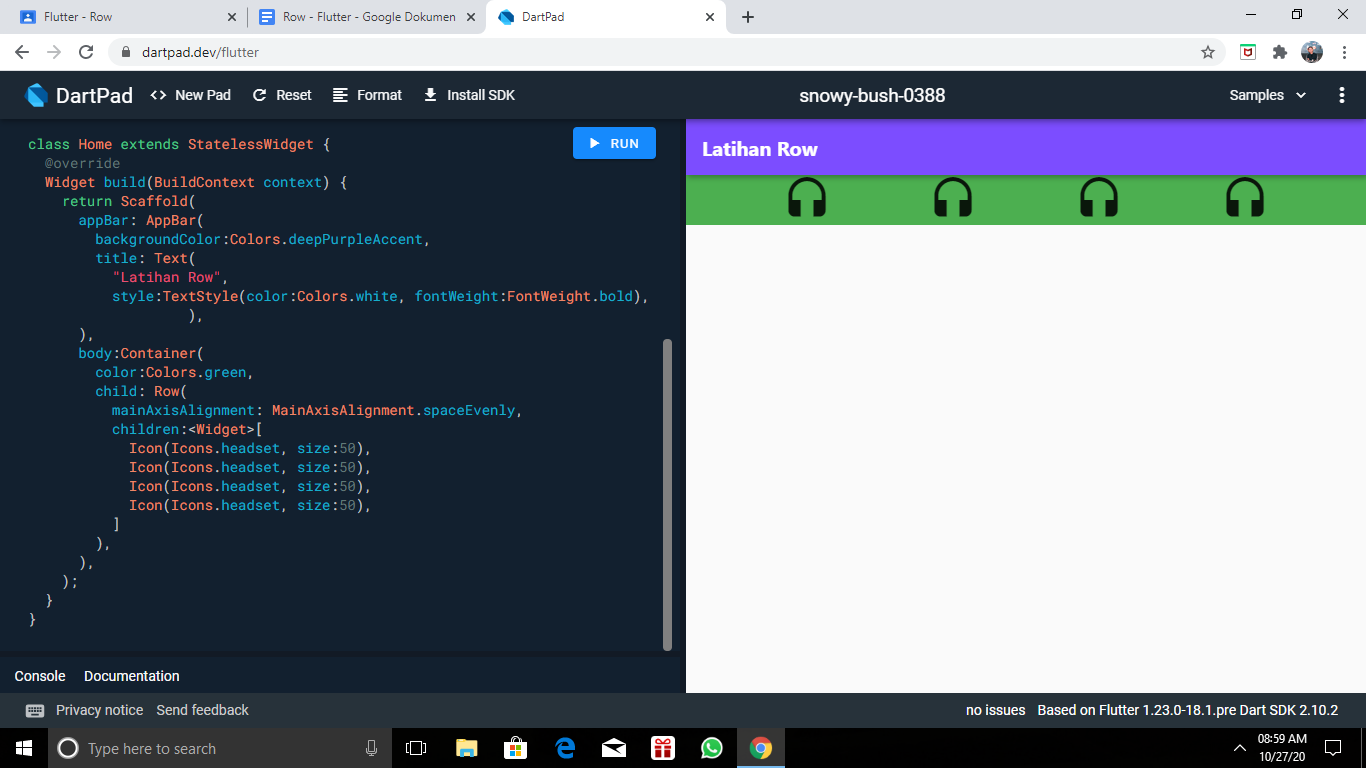 Flutter - Row
Row - Flutter - Google Dokumen
DartPad
dartpad.dev/flutter
DartPad
<> New Pad
Reset
Format
Install SDK
snowy-bush-0388
Samples
class Home extends StatelessWidget {
@override
Widget build(BuildContext context) {
return Scaffold(
appBar: AppBar(
backgroundColor:Colors.deepPurpleAccent,
title: Text(
"Latihan Row",
style:TextStyle(color:Colors.white, fontWeight:FontWeight.bold),
),
),
body:Container(
color:Colors.green,
child: Row(
mainAxisAlignment: MainAxisAlignment.spaceEvenly,
children:<Widget>[
Icon(Icons.headset, size:50),
Icon(Icons.headset, size:50),
Icon(Icons.headset, size:50),
Icon(Icons.headset, size:50),
]
),
),
);
}
}
RUN
Latihan Row
Console Documentation
Privacy notice Send feedback
no issues Based on Flutter 1.23.0-18.1.pre Dart SDK 2.10.2
Type here to search
08:59 AM
10/27/20